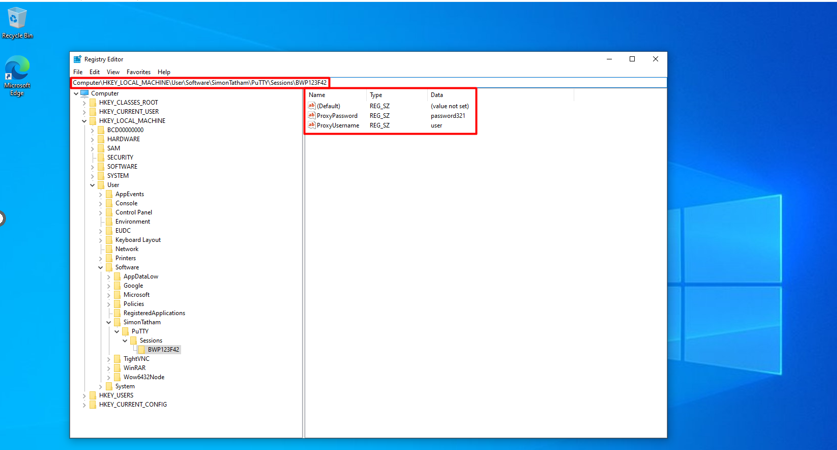 Recycle Bin
Microsoft
Edge
Registry Editor
File Edit View Favorites Help
Computer\HKEY_LOCAL_MACHINE\User\Software\SimonTatham\PuTTY\Sessions\BWP123F42
Computer
HKEY_CLASSES_ROOT
HKEY_CURRENT_USER
HKEY_LOCAL_MACHINE
BCD00000000
HARDWARE
SAM
SECURITY
SOFTWARE
SYSTEM
User
AppEvents
Console
Control Panel
Environment
EUDC
Keyboard Layout
Network
Printers
Software
AppDataLow
Google
Microsoft
Policies
RegisteredApplications
SimonTatham
PuTTY
Sessions
BWP123F42
TightVNC
WinRAR
Wow6432Node
System
HKEY_USERS
HKEY_CURRENT_CONFIG
Name Type Data
ab (Default) REG_SZ (value not set)
ab ProxyPassword REG_SZ password321
ab ProxyUsername REG_SZ user